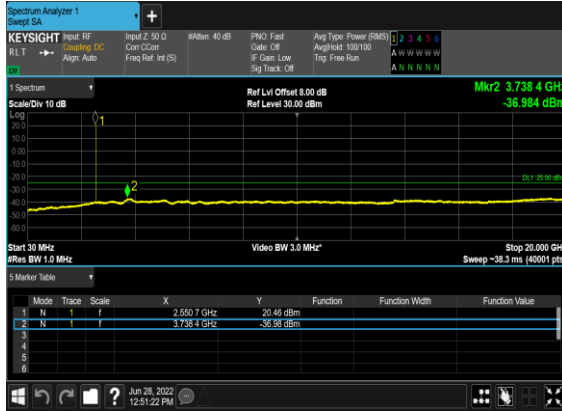 Spectrum Analyzer 1
Swept SA
+
KEYSIGHT Input: RF Input Z: 50 Ω #Atten: 40 dB PNO: Fast Avg Type: Power (RMS) 1 2 3 4 5 6
RLT Coupling: DC Corr CCorr Gate: Off Avg|Hold: 100/100 A W W W W W
Align: Auto Freq Ref: Int (S) IF Gain: Low Trig: Free Run
LXI Sig Track: Off A N N N N N
1 Spectrum Ref Lvl Offset 8.00 dB Mkr2 3.738 4 GHz
Scale/Div 10 dB Ref Level 30.00 dBm -36.984 dBm
Log
1
20.0
10.0
0.00
-10.0
-20.0 DL1 -25.00 dBm
2
-30.0
-40.0
-50.0
-60.0
Start 30 MHz Video BW 3.0 MHz* Stop 20.000 GHz
#Res BW 1.0 MHz Sweep ~38.3 ms (40001 pts)
5 Marker Table
Mode Trace Scale X Y Function Function Width Function Value
1 N 1 f 2.550 7 GHz 20.46 dBm
2 N 1 f 3.738 4 GHz -36.98 dBm
3
4
5
6
? Jun 28, 2022
12:51:22 PM